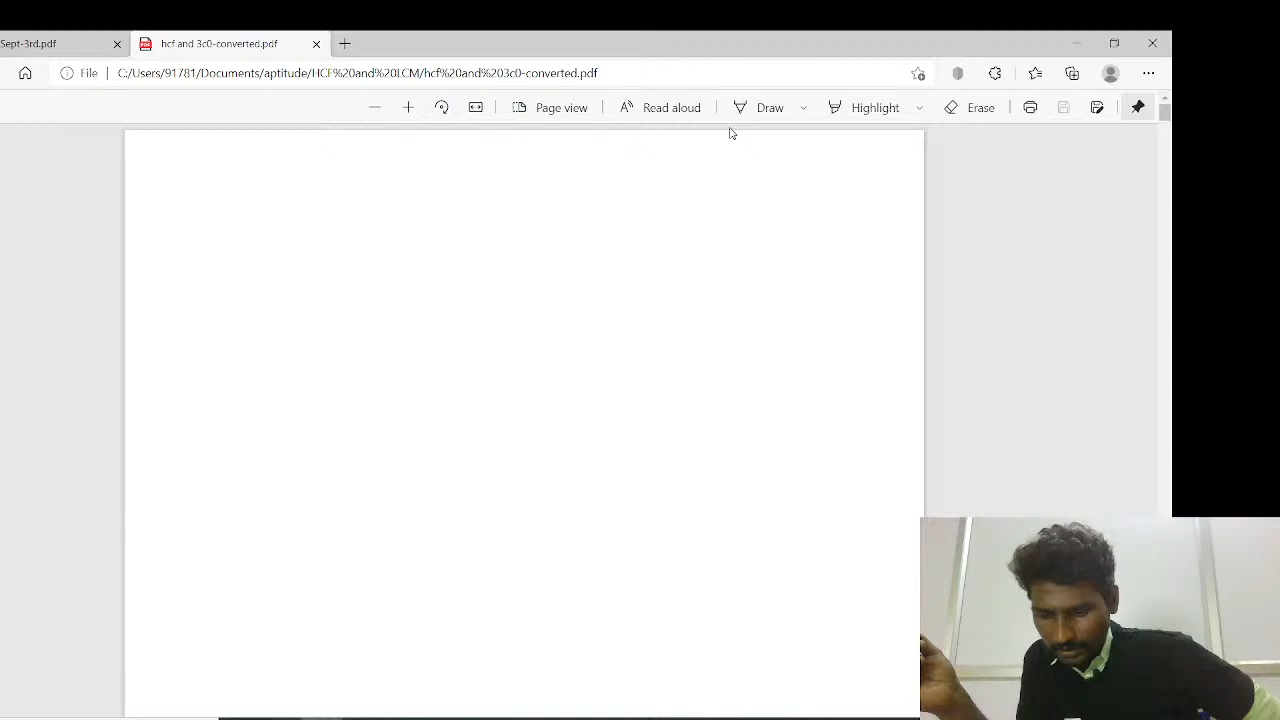 Sept-3rd.pdf
hcf and 3c0-converted.pdf
File
C:/Users/91781/Documents/aptitude/HCF%20and%20LCM/hcf%20and%203c0-converted.pdf
Page view
Read aloud
Draw
Highlight
Erase